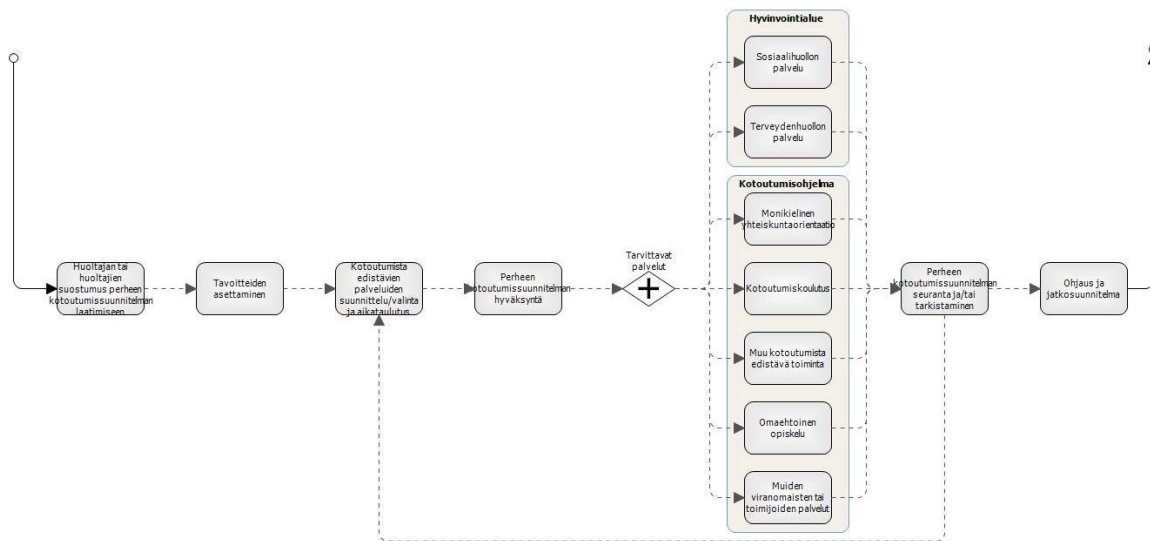 Hyvinvointialue
Sosiaalihuollon
palvelu
Terveydenhuollon
palvelu
Kotoutumisohjelma
Monikielinen
yhteiskuntaorientaatio
Kotoutumiskoulutus
Muu kotoutumista
edistävä toiminta
Omaehtoinen
opiskelu
Muiden
viranomaisten tai
toimijoiden palvelut
Huoltajan tai
huoltajien
suostumus perheen
kotoutumissuunnitelman
laatimiseen
Tavoitteiden
asettaminen
Kotoutumista
edistävien
palveluiden
suunnittelu/valinta
ja aikataulutus
Perheen
kotoutumissuunnitelman
hyväksyntä
Tarvittavat
palvelut
Perheen
kotoutumissuunnitelman
seuranta ja/tai
tarkistaminen
Ohjaus ja
jatkosuunnitelma